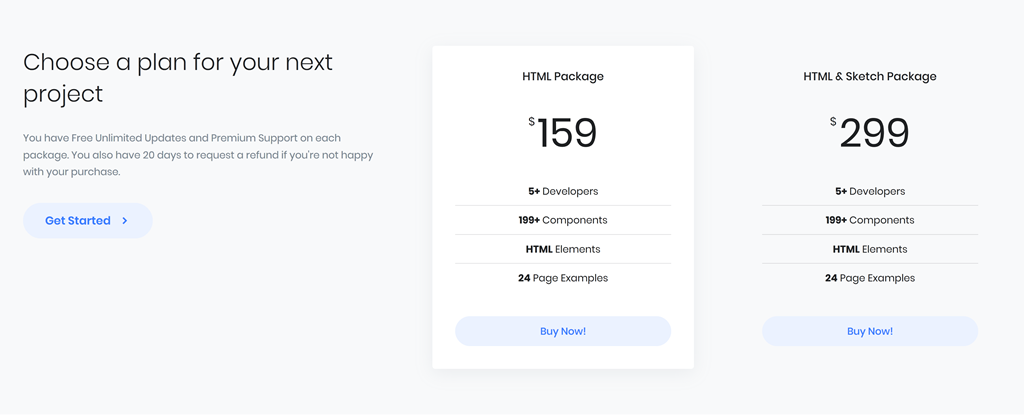 Choose a plan for your next
project
You have Free Unlimited Updates and Premium Support on each
package. You also have 20 days to request a refund if you're not happy
with your purchase.
Get Started
HTML Package
$159
5+ Developers
199+ Components
HTML Elements
24 Page Examples
Buy Now!
HTML & Sketch Package
$299
5+ Developers
199+ Components
HTML Elements
24 Page Examples
Buy Now!